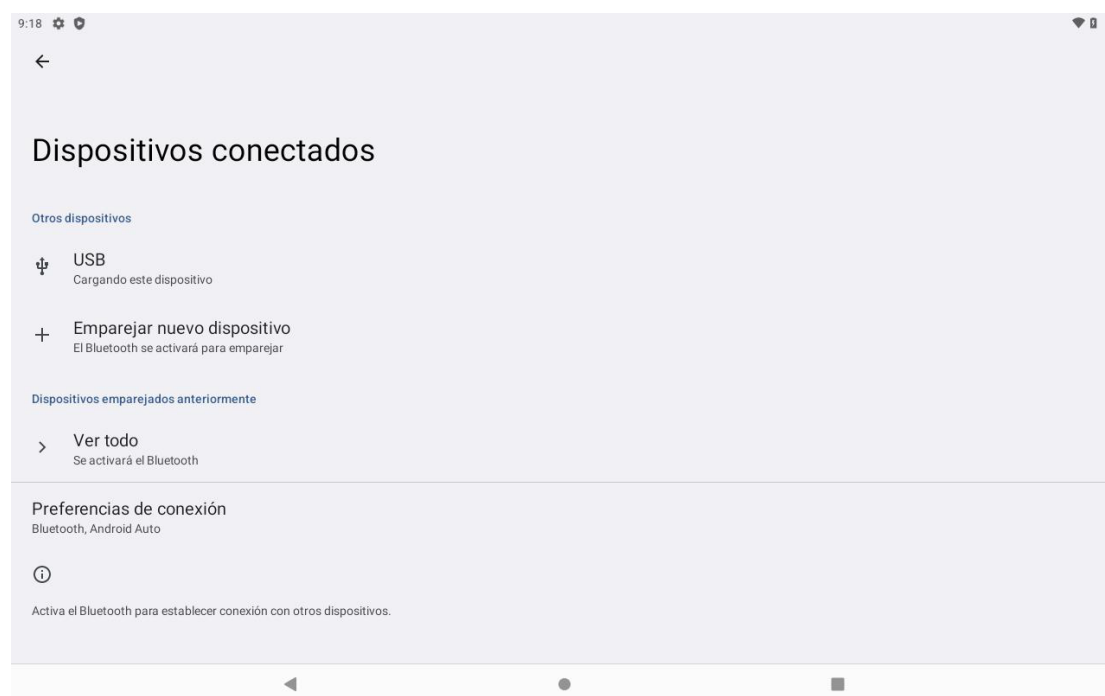 9:18
Dispositivos conectados
Otros dispositivos
USB
Cargando este dispositivo
Emparejar nuevo dispositivo
El Bluetooth se activará para emparejar
Dispositivos emparejados anteriormente
Ver todo
Se activará el Bluetooth
Preferencias de conexión
Bluetooth, Android Auto
Activa el Bluetooth para establecer conexión con otros dispositivos.